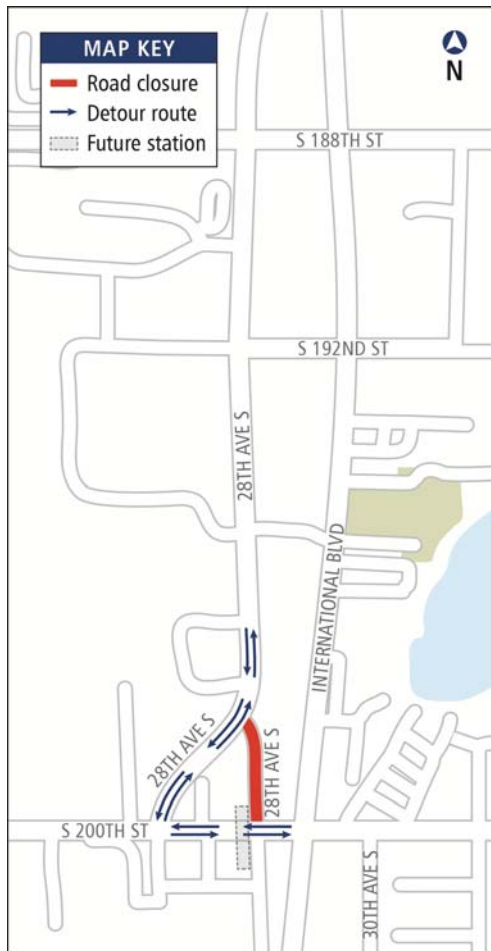 MAP KEY
Road closure
Detour route
Future station
N
S 188TH ST
S 192ND ST
28TH AVE S
INTERNATIONAL BLVD
28TH AVE S
28TH AVE S
S 200TH ST
30TH AVE S